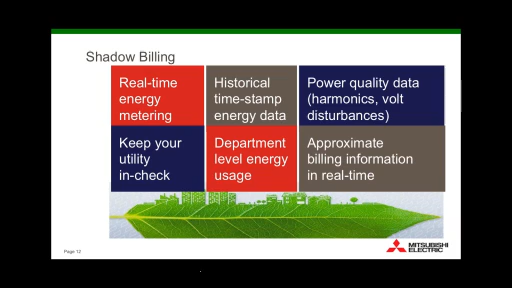 Shadow Billing
Real-time
energy
metering
Historical
time-stamp
energy data
Power quality data
(harmonics, volt
disturbances)
Keep your
utility
in-check
Department
level energy
usage
Approximate
billing information
in real-time
Page 12
MITSUBISHI
ELECTRIC